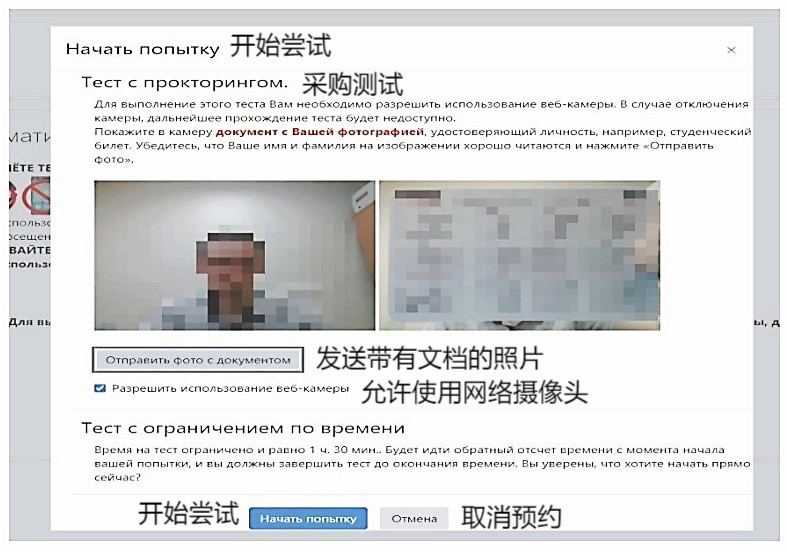 Начать попытку 开始尝试
×
Тест с прокторингом. 采购测试
Для выполнение этого теста Вам необходимо разрешить использование веб-камеры. В случае отключения
камеры, дальнейшее прохождение теста будет недоступно.
Покажите в камеру документ с Вашей фотографией, удостоверяющий личность, например, студенческий
билет. Убедитесь, что Ваше имя и фамилия на изображении хорошо читаются и нажмите «Отправить
фото».
Отправить фото с документом 发送带有文档的照片
Разрешить использование веб-камеры 允许使用网络摄像头
Тест с ограничением по времени
Время на тест ограничено и равно 1 ч. 30 мин.. Будет идти обратный отсчет времени с момента начала
вашей попытки, и вы должны завершить тест до окончания времени. Вы уверены, что хотите начать прямо
сейчас?
开始尝试 Начать попытку Отмена 取消预约